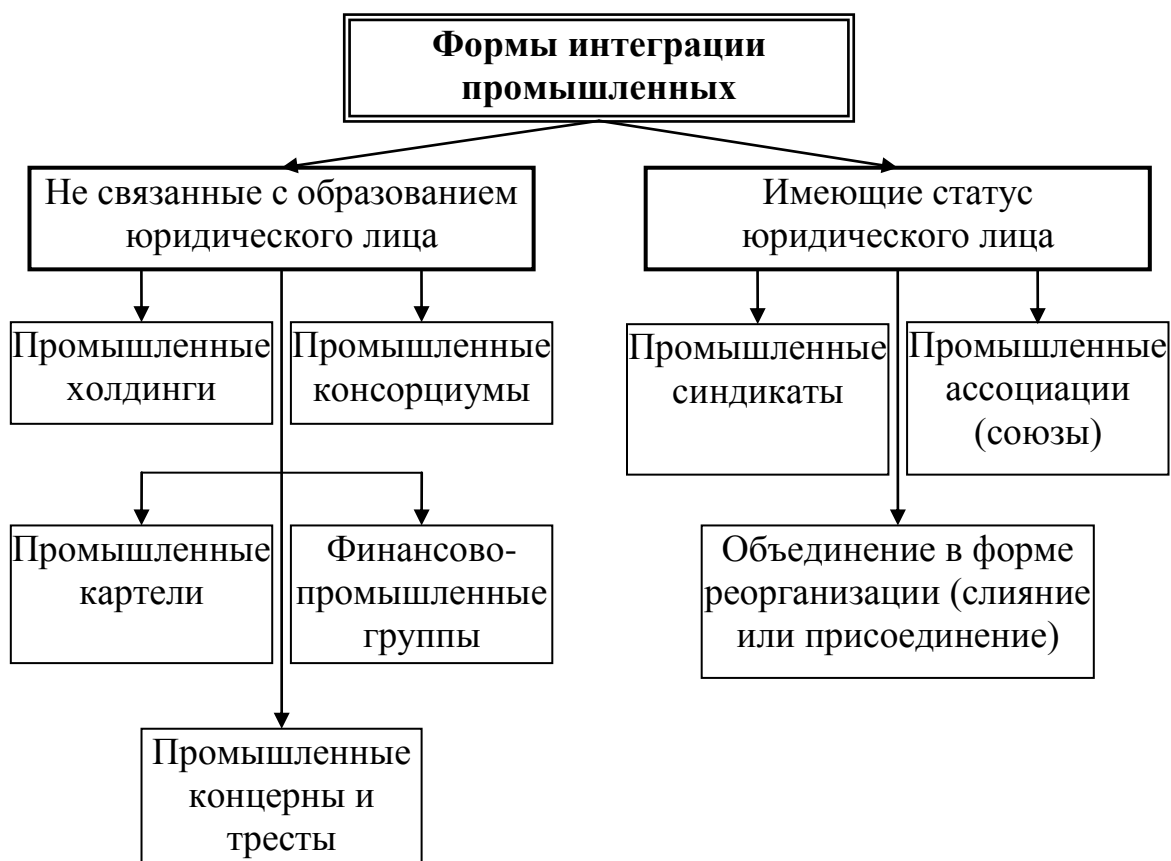 Формы интеграции
промышленных
Не связанные с образованием
юридического лица
Имеющие статус
юридического лица
Промышленные
холдинги
Промышленные
консорциумы
Промышленные
синдикаты
Промышленные
ассоциации
(союзы)
Промышленные
картели
Финансово-
промышленные
группы
Объединение в форме
реорганизации (слияние
или присоединение)
Промышленные
концерны и
тресты